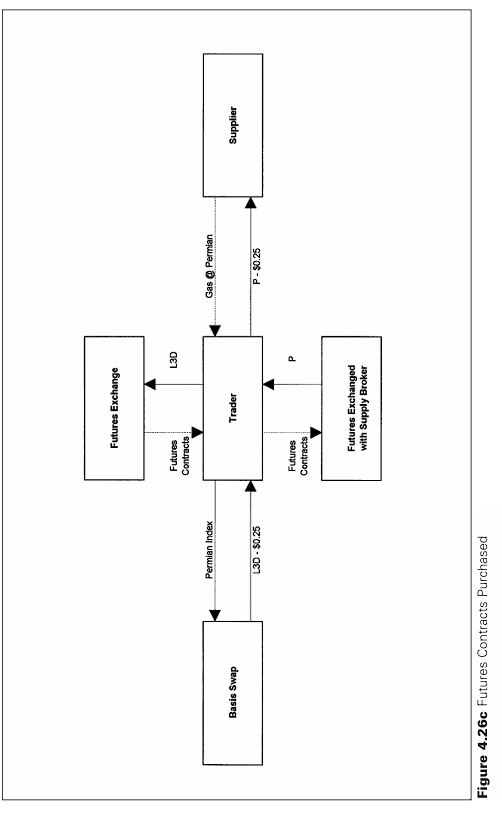 Supplier
Gas @ Permian
P - $0.25
Futures Exchange
L3D
Futures
Contracts
Trader
P
Futures
Contracts
Futures Exchanged
with Supply Broker
Permian Index
L3D - $0.25
Basis Swap
Figure 4.26c Futures Contracts Purchased